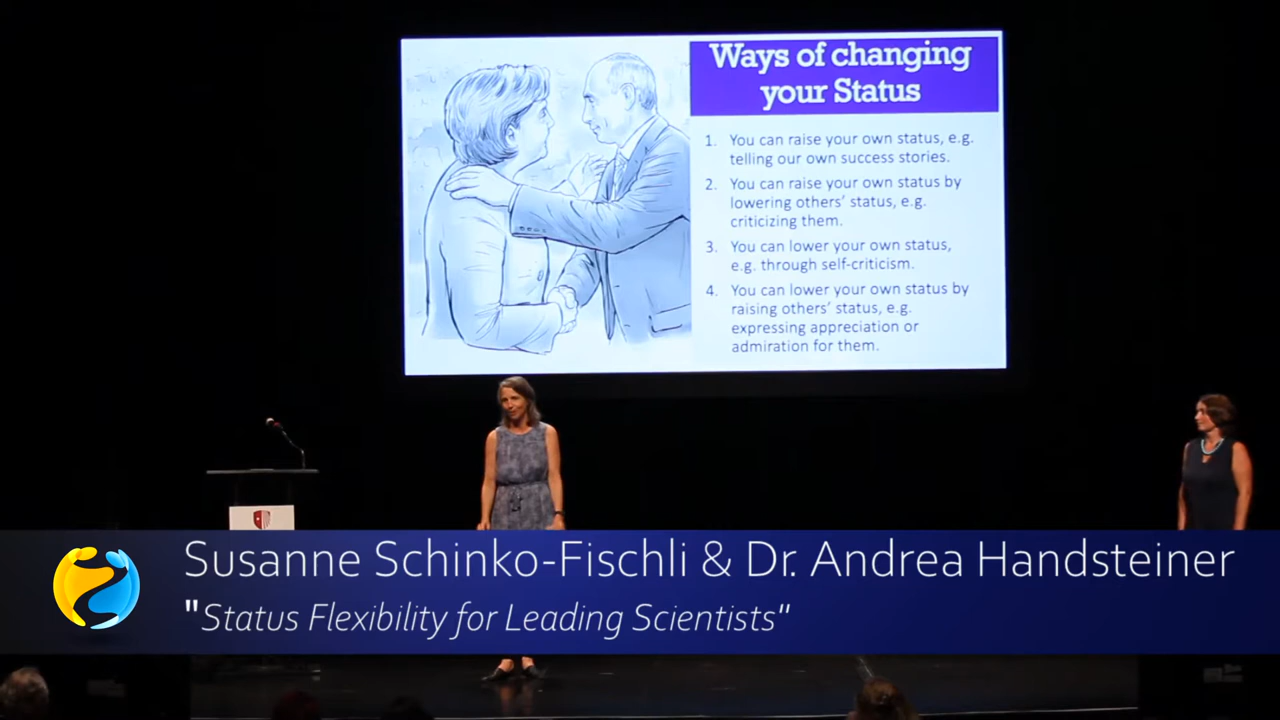 Ways of changing
your Status
1. You can raise your own status, e.g.
telling our own success stories.
2. You can raise your own status by
lowering others' status, e.g.
criticizing them.
3. You can lower your own status,
e.g. through self-criticism.
4. You can lower your own status by
raising others' status, e.g.
expressing appreciation or
admiration for them.
Susanne Schinko-Fischli & Dr. Andrea Handsteiner
"Status Flexibility for Leading Scientists"